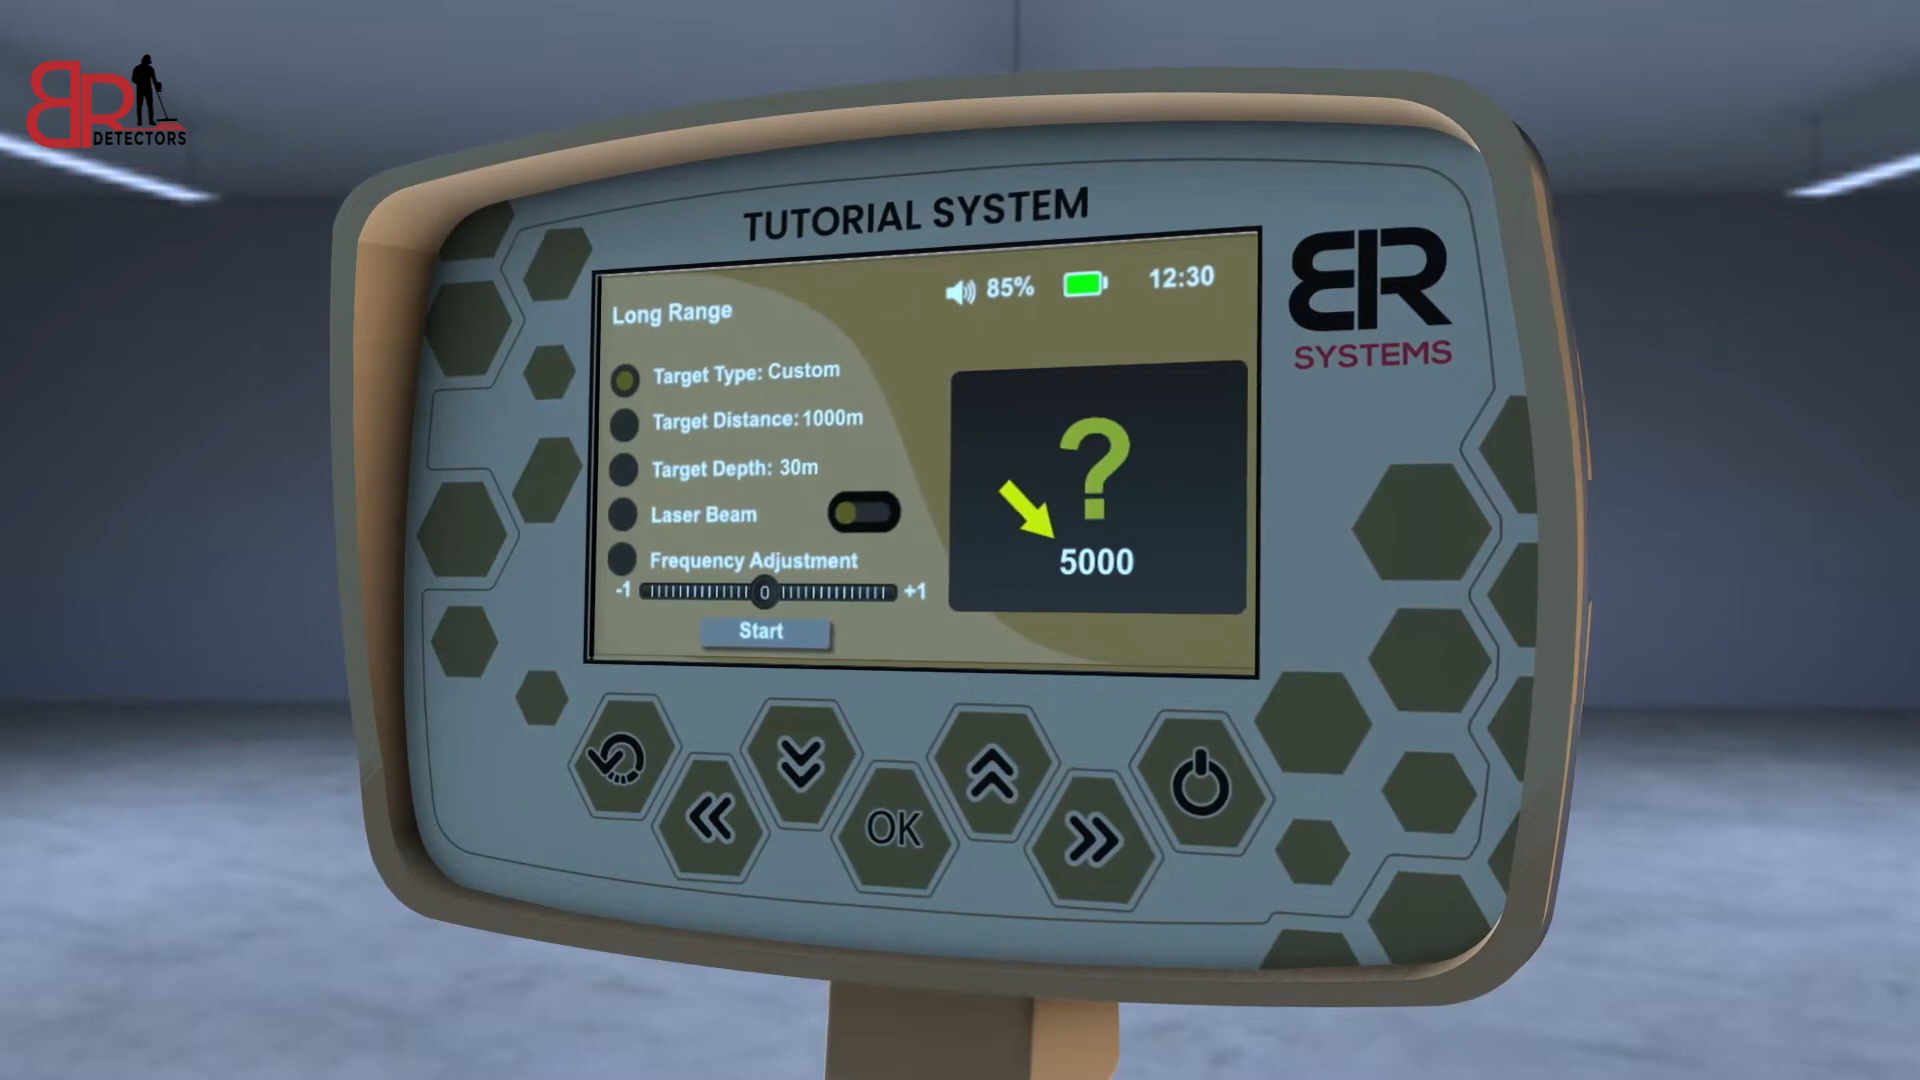 BR
DETECTORS
TUTORIAL SYSTEM
BR
SYSTEMS
Long Range
85%
12:30
Target Type: Custom
Target Distance: 1000m
Target Depth: 30m
Laser Beam
Frequency Adjustment
-1
0
+1
Start
?
5000
OK